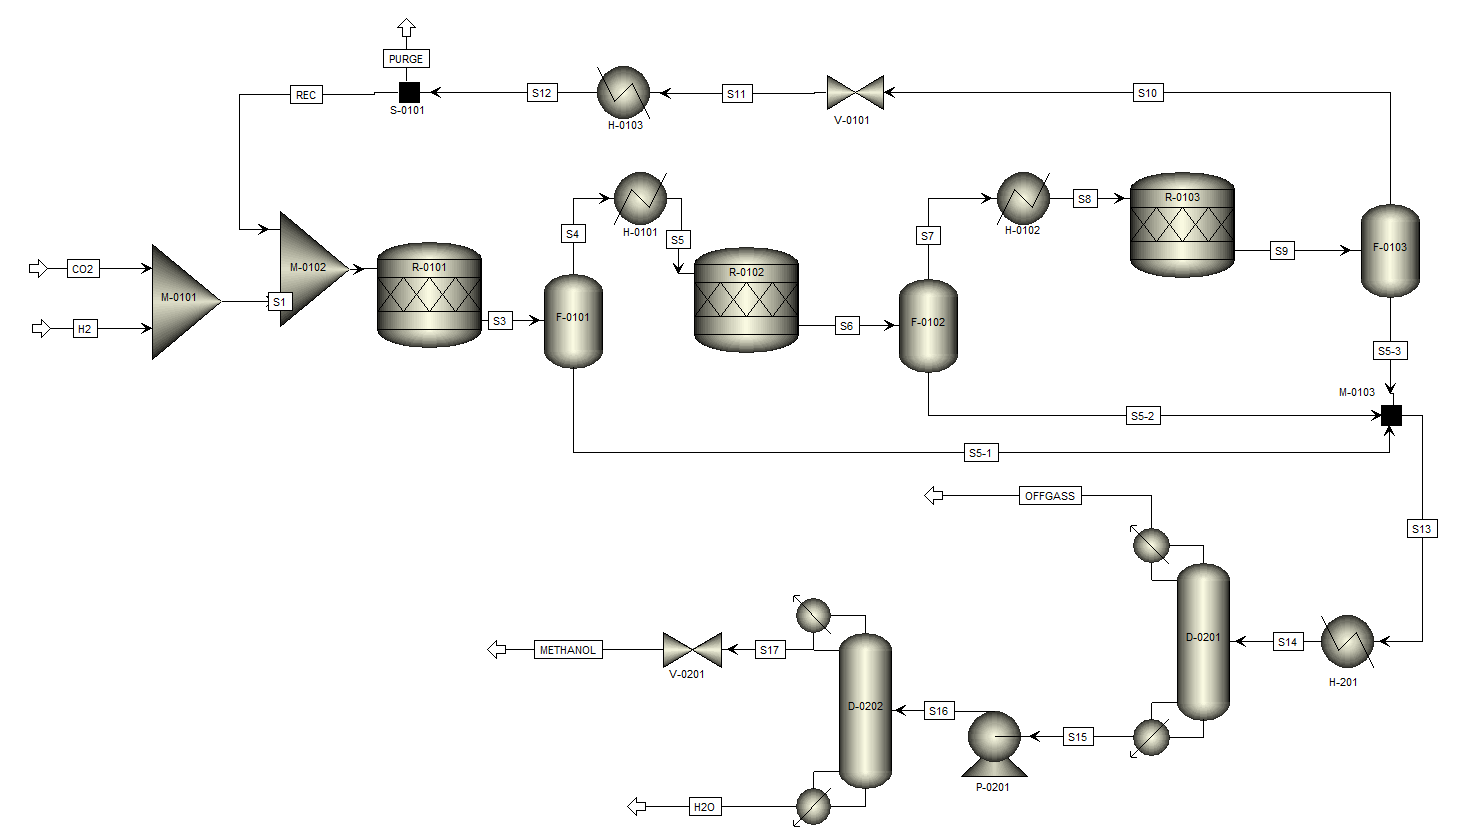 PURGE
REC
S-0101
S12
H-0103
S11
V-0101
S10
CO2
H2
M-0101
S1
M-0102
R-0101
S3
S4
F-0101
H-0101
S5
R-0102
S6
S7
F-0102
H-0102
S8
R-0103
S9
F-0103
S5-3
M-0103
S5-2
S5-1
S13
OFFGASS
D-0201
S14
H-201
METHANOL
V-0201
S17
D-0202
S16
P-0201
S15
H2O